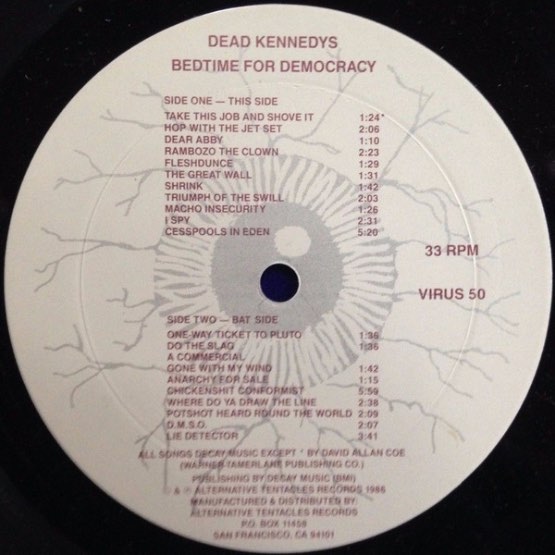 DEAD KENNEDYS
BEDTIME FOR DEMOCRACY
SIDE ONE — THIS SIDE
TAKE THIS JOB AND SHOVE IT 1:24*
HOP WITH THE JET SET 2:06
DEAR ABBY 1:10
RAMBOZO THE CLOWN 2:23
FLESHDUNCE 1:29
THE GREAT WALL 1:31
SHRINK 1:42
TRIUMPH OF THE SWILL 2:03
MACHO INSECURITY 1:26
I SPY 2:31
CESSPOOLS IN EDEN 5:20
33 RPM
VIRUS 50
SIDE TWO — BAT SIDE
ONE-WAY TICKET TO PLUTO 1:36
DO THE SLAG 1:36
A COMMERCIAL
GONE WITH MY WIND 1:42
ANARCHY FOR SALE 1:15
CHICKENSHIT CONFORMIST 5:59
WHERE DO YA DRAW THE LINE 2:38
POTSHOT HEARD ROUND THE WORLD 2:09
D.M.S.O. 2:07
LIE DETECTOR 3:41
ALL SONGS DECAY MUSIC EXCEPT * BY DAVID ALLAN COE
(WARNER-TAMERLANE PUBLISHING CO.)
PUBLISHING BY DECAY MUSIC (BMI)
© & ℗ ALTERNATIVE TENTACLES RECORDS 1986
MANUFACTURED & DISTRIBUTED BY:
ALTERNATIVE TENTACLES RECORDS
P.O. BOX 11458
SAN FRANCISCO, CA 94101